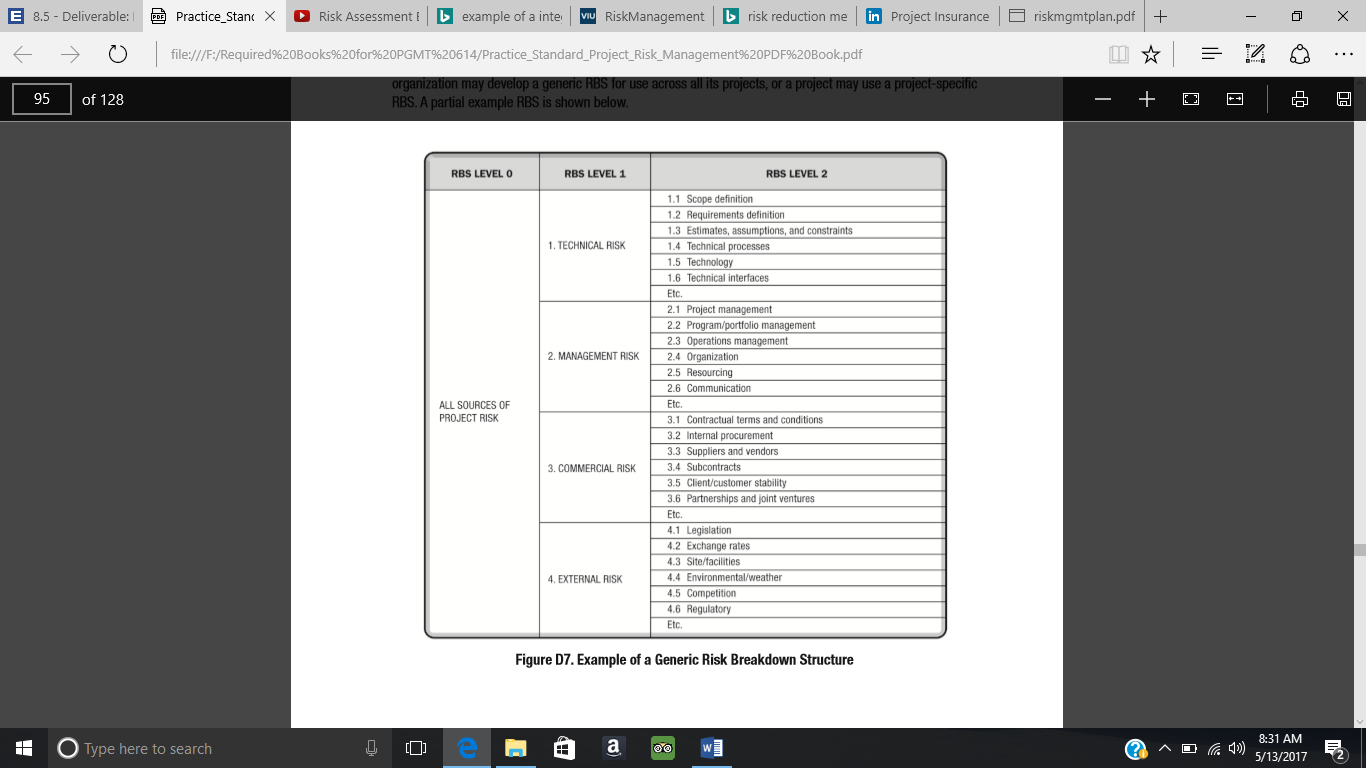 8.5 - Deliverable:
Practice_Stand
Risk Assessment
example of a inte
VIU RiskManagement
risk reduction me
Project Insurance
riskmgmtplan.pdf
file:///F:/Required%20Books%20for%20PGMT%20614/Practice_Standard_Project_Risk_Management%20PDF%20Book.pdf
95 of 128
organization may develop a generic RBS for use across all its projects, or a project may use a project-specific
RBS. A partial example RBS is shown below.
RBS LEVEL 0 RBS LEVEL 1 RBS LEVEL 2
ALL SOURCES OF
PROJECT RISK
1. TECHNICAL RISK
1.1 Scope definition
1.2 Requirements definition
1.3 Estimates, assumptions, and constraints
1.4 Technical processes
1.5 Technology
1.6 Technical interfaces
Etc.
2. MANAGEMENT RISK
2.1 Project management
2.2 Program/portfolio management
2.3 Operations management
2.4 Organization
2.5 Resourcing
2.6 Communication
Etc.
3. COMMERCIAL RISK
3.1 Contractual terms and conditions
3.2 Internal procurement
3.3 Suppliers and vendors
3.4 Subcontracts
3.5 Client/customer stability
3.6 Partnerships and joint ventures
Etc.
4. EXTERNAL RISK
4.1 Legislation
4.2 Exchange rates
4.3 Site/facilities
4.4 Environmental/weather
4.5 Competition
4.6 Regulatory
Etc.
Figure D7. Example of a Generic Risk Breakdown Structure
Type here to search
8:31 AM
5/13/2017
2